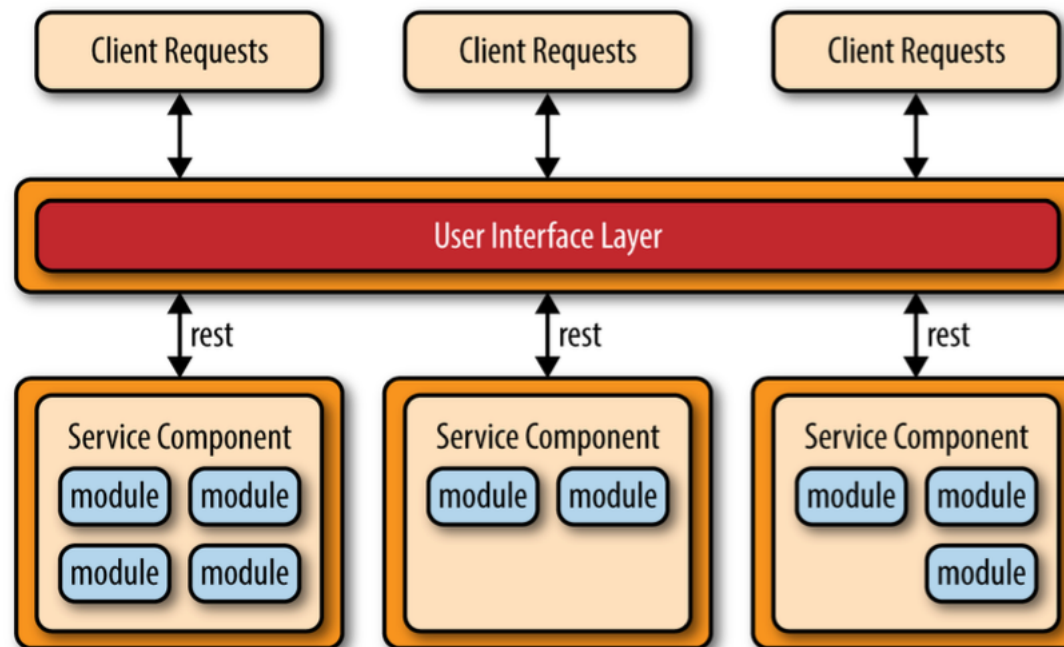 Client Requests
Client Requests
Client Requests
User Interface Layer
rest
rest
rest
Service Component
Service Component
Service Component
module module
module module
module module
module module
module